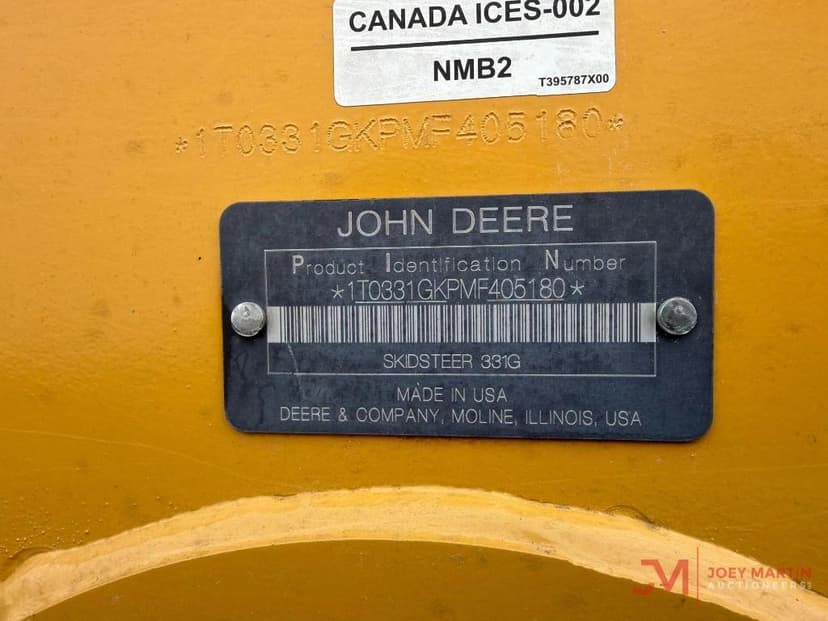 CANADA ICES-002
NMB2
T395787X00
*1T0331GKPMF405180*
JOHN DEERE
Product Identification Number
*1T0331GKPMF405180*
SKIDSTEER 331G
MADE IN USA
DEERE & COMPANY, MOLINE, ILLINOIS, USA
JM JOEY MARTIN
AUCTIONEERS!